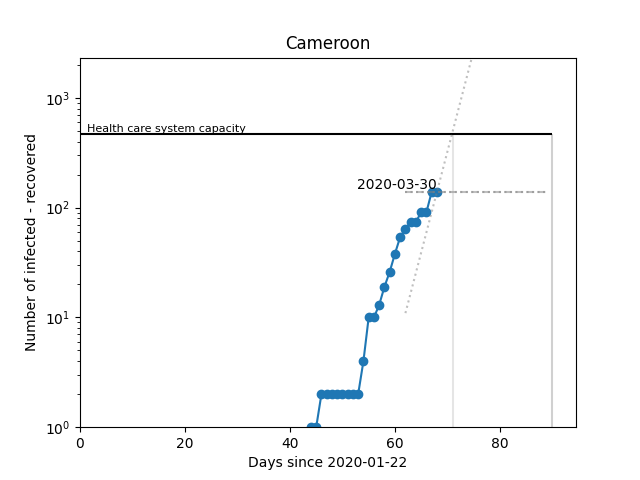 Cameroon
Number of infected - recovered
10³
10²
10¹
10⁰
Health care system capacity
2020-03-30
0 20 40 60 80
Days since 2020-01-22